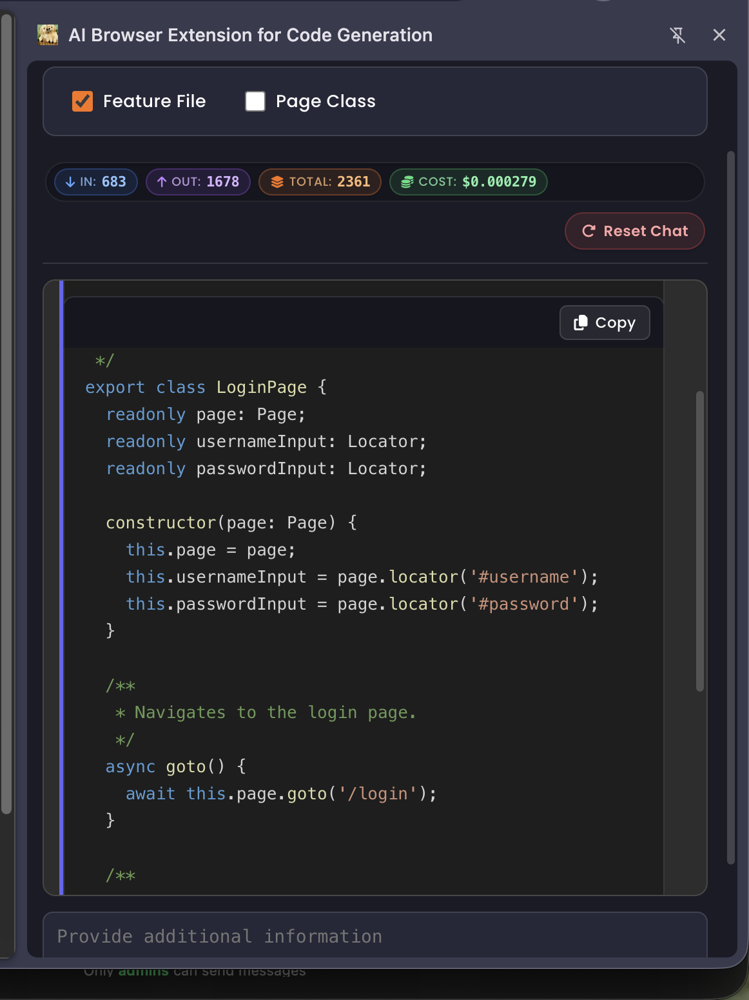 AI Browser Extension for Code Generation
Feature File
Page Class
IN: 683
OUT: 1678
TOTAL: 2361
COST: $0.000279
Reset Chat
Copy
*/
export class LoginPage {
  readonly page: Page;
  readonly usernameInput: Locator;
  readonly passwordInput: Locator;
  constructor(page: Page) {
    this.page = page;
    this.usernameInput = page.locator('#username');
    this.passwordInput = page.locator('#password');
  }
  /**
   * Navigates to the login page.
   */
  async goto() {
    await this.page.goto('/login');
  }
  /**
Provide additional information
Only admins can send messages